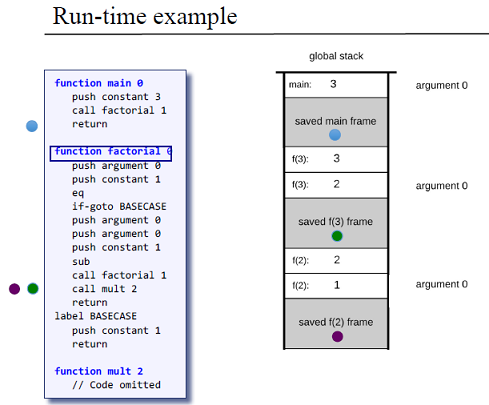 Run-time example
function main 0
push constant 3
call factorial 1
return
function factorial 0
push argument 0
push constant 1
eq
if-goto BASECASE
push argument 0
push argument 0
push constant 1
sub
call factorial 1
call mult 2
return
label BASECASE
push constant 1
return
function mult 2
// Code omitted
global stack
main: 3 argument 0
saved main frame
f(3): 3
f(3): 2 argument 0
saved f(3) frame
f(2): 2
f(2): 1 argument 0
saved f(2) frame